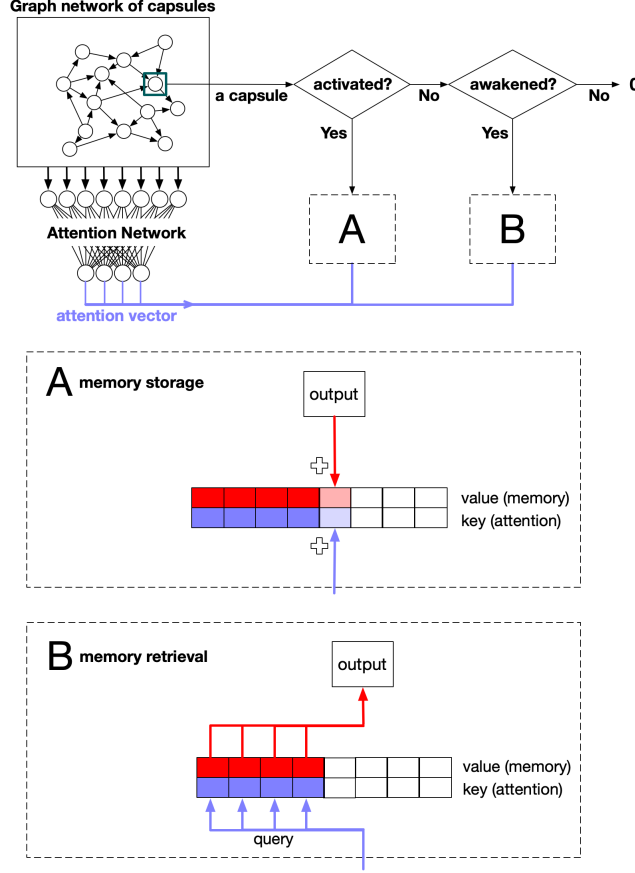 Graph network of capsules
a capsule
activated?
No
awakened?
No
0
Yes
Yes
A
B
Attention Network
attention vector
A memory storage
output
value (memory)
key (attention)
B memory retrieval
output
value (memory)
key (attention)
query